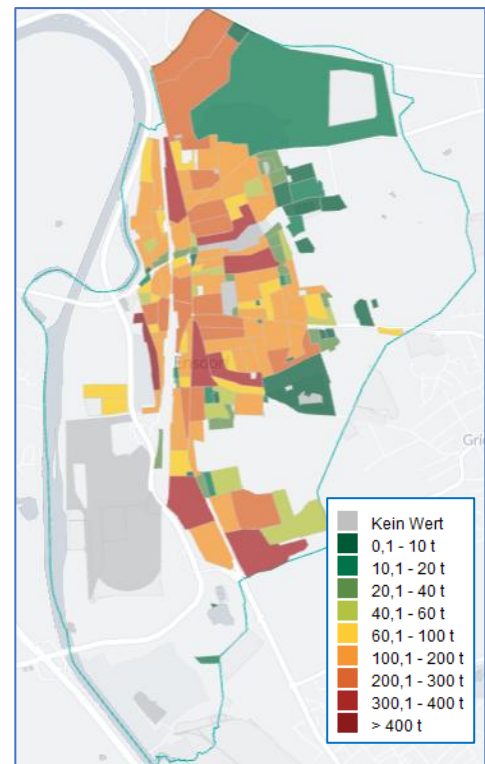 Ensdorf
Kein Wert
0,1 - 10 t
10,1 - 20 t
20,1 - 40 t
40,1 - 60 t
60,1 - 100 t
100,1 - 200 t
200,1 - 300 t
300,1 - 400 t
> 400 t